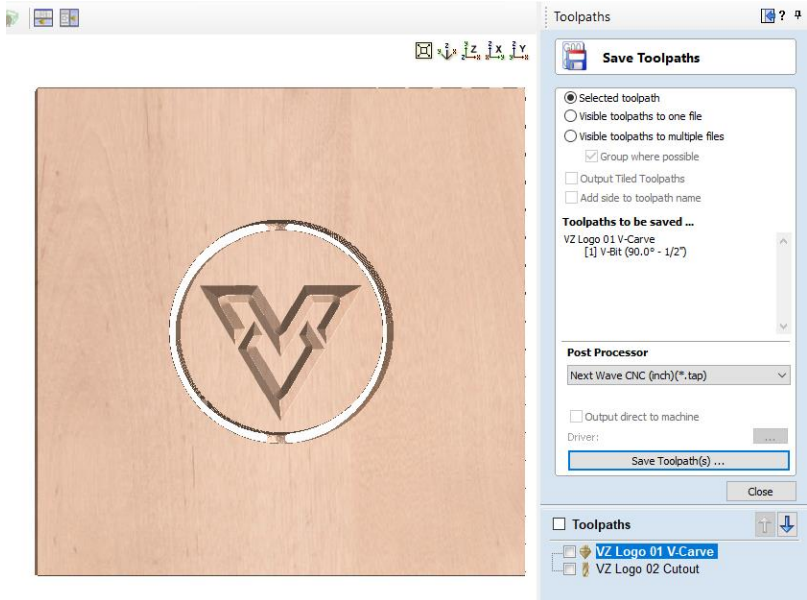 Toolpaths
?
Save Toolpaths
Selected toolpath
Visible toolpaths to one file
Visible toolpaths to multiple files
Group where possible
Output Tiled Toolpaths
Add side to toolpath name
Toolpaths to be saved ...
VZ Logo 01 V-Carve
[1] V-Bit (90.0° - 1/2")
Post Processor
Next Wave CNC (inch)(*.tap)
Output direct to machine
Driver:
...
Save Toolpath(s) ...
Close
Toolpaths
VZ Logo 01 V-Carve
VZ Logo 02 Cutout